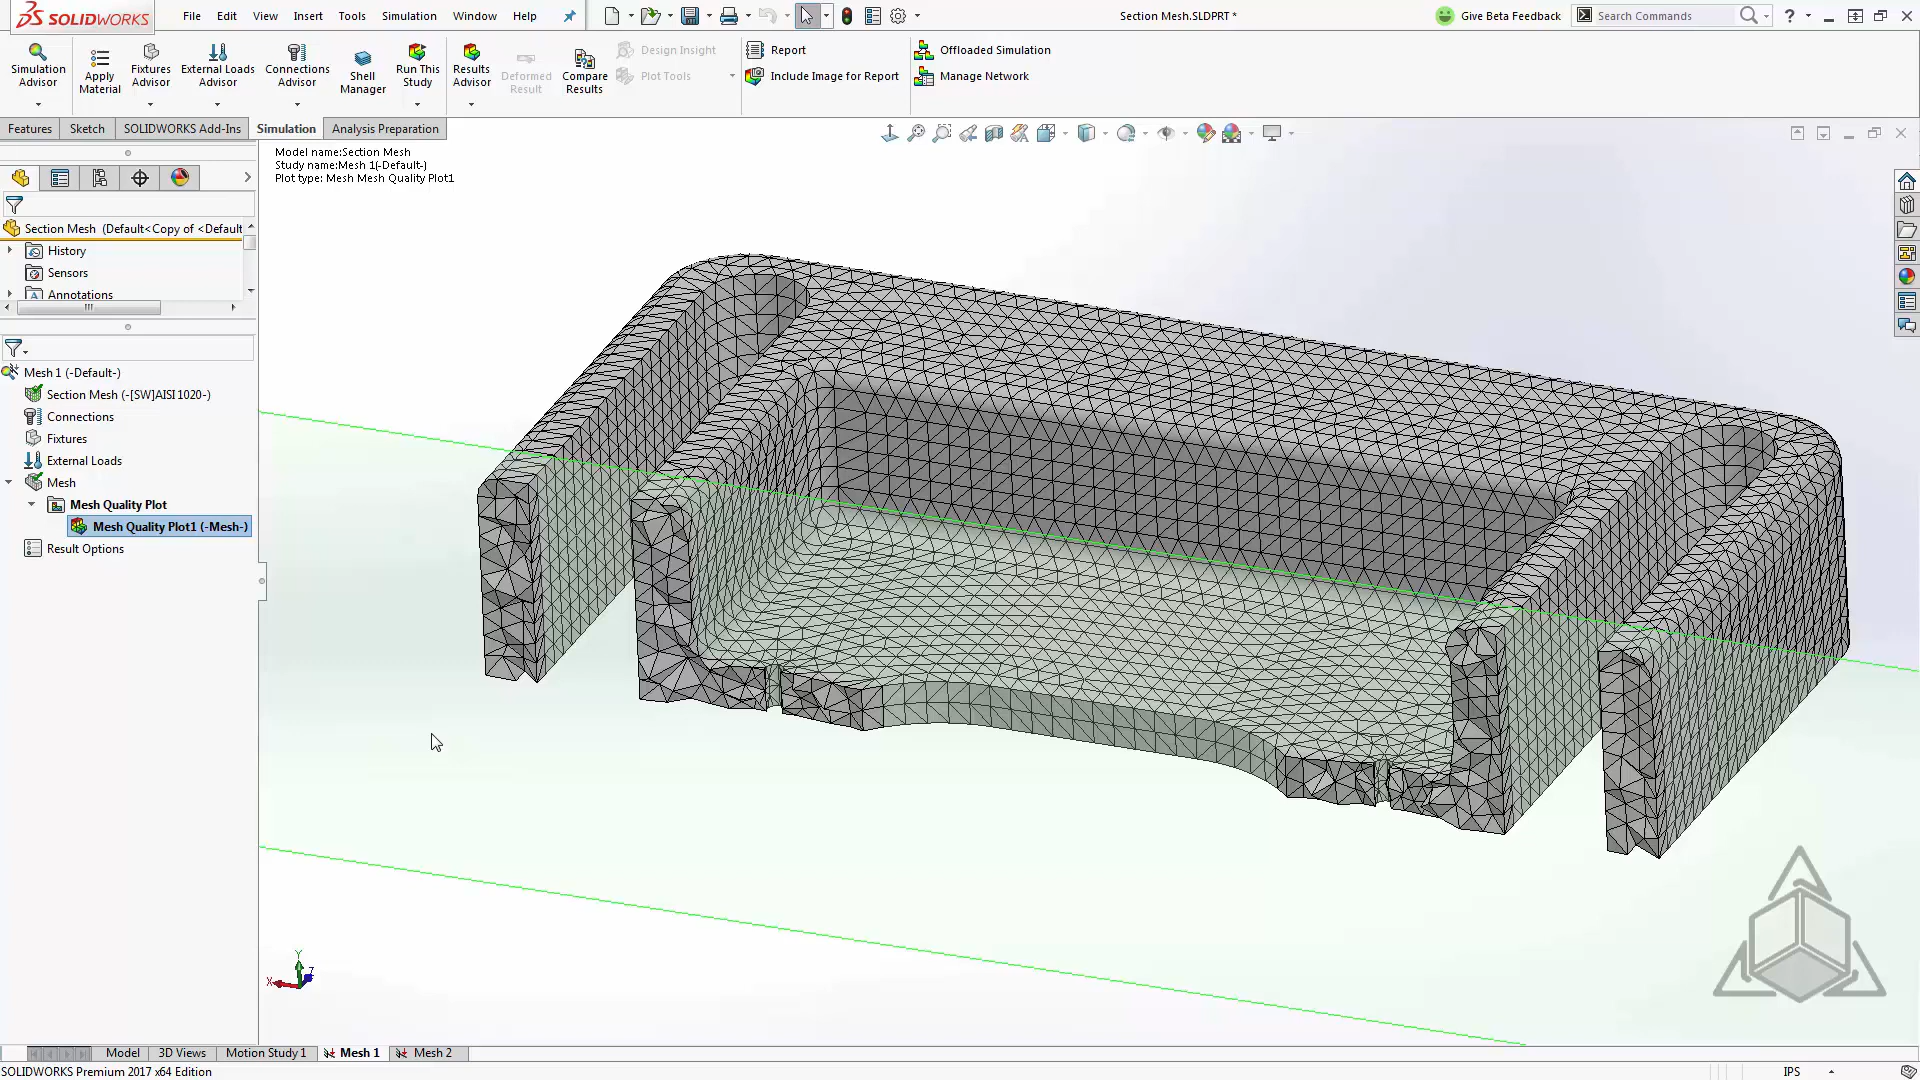 SOLIDWORKS
File Edit View Insert Tools Simulation Window Help
Section Mesh.SLDPRT *
Give Beta Feedback
Search Commands
Simulation Advisor
Apply Material
Fixtures Advisor
External Loads Advisor
Connections Advisor
Shell Manager
Run This Study
Results Advisor
Deformed Result
Compare Results
Design Insight
Plot Tools
Report
Include Image for Report
Offloaded Simulation
Manage Network
Features Sketch SOLIDWORKS Add-Ins Simulation Analysis Preparation
Model name:Section Mesh
Study name:Mesh 1(-Default-)
Plot type: Mesh Mesh Quality Plot1
Section Mesh (Default<Copy of <Default
History
Sensors
Annotations
Mesh 1 (-Default-)
Section Mesh (-[SW]AISI 1020-)
Connections
Fixtures
External Loads
Mesh
Mesh Quality Plot
Mesh Quality Plot1 (-Mesh-)
Result Options
Y
Z
X
Model 3D Views Motion Study 1 Mesh 1 Mesh 2
SOLIDWORKS Premium 2017 x64 Edition
IPS